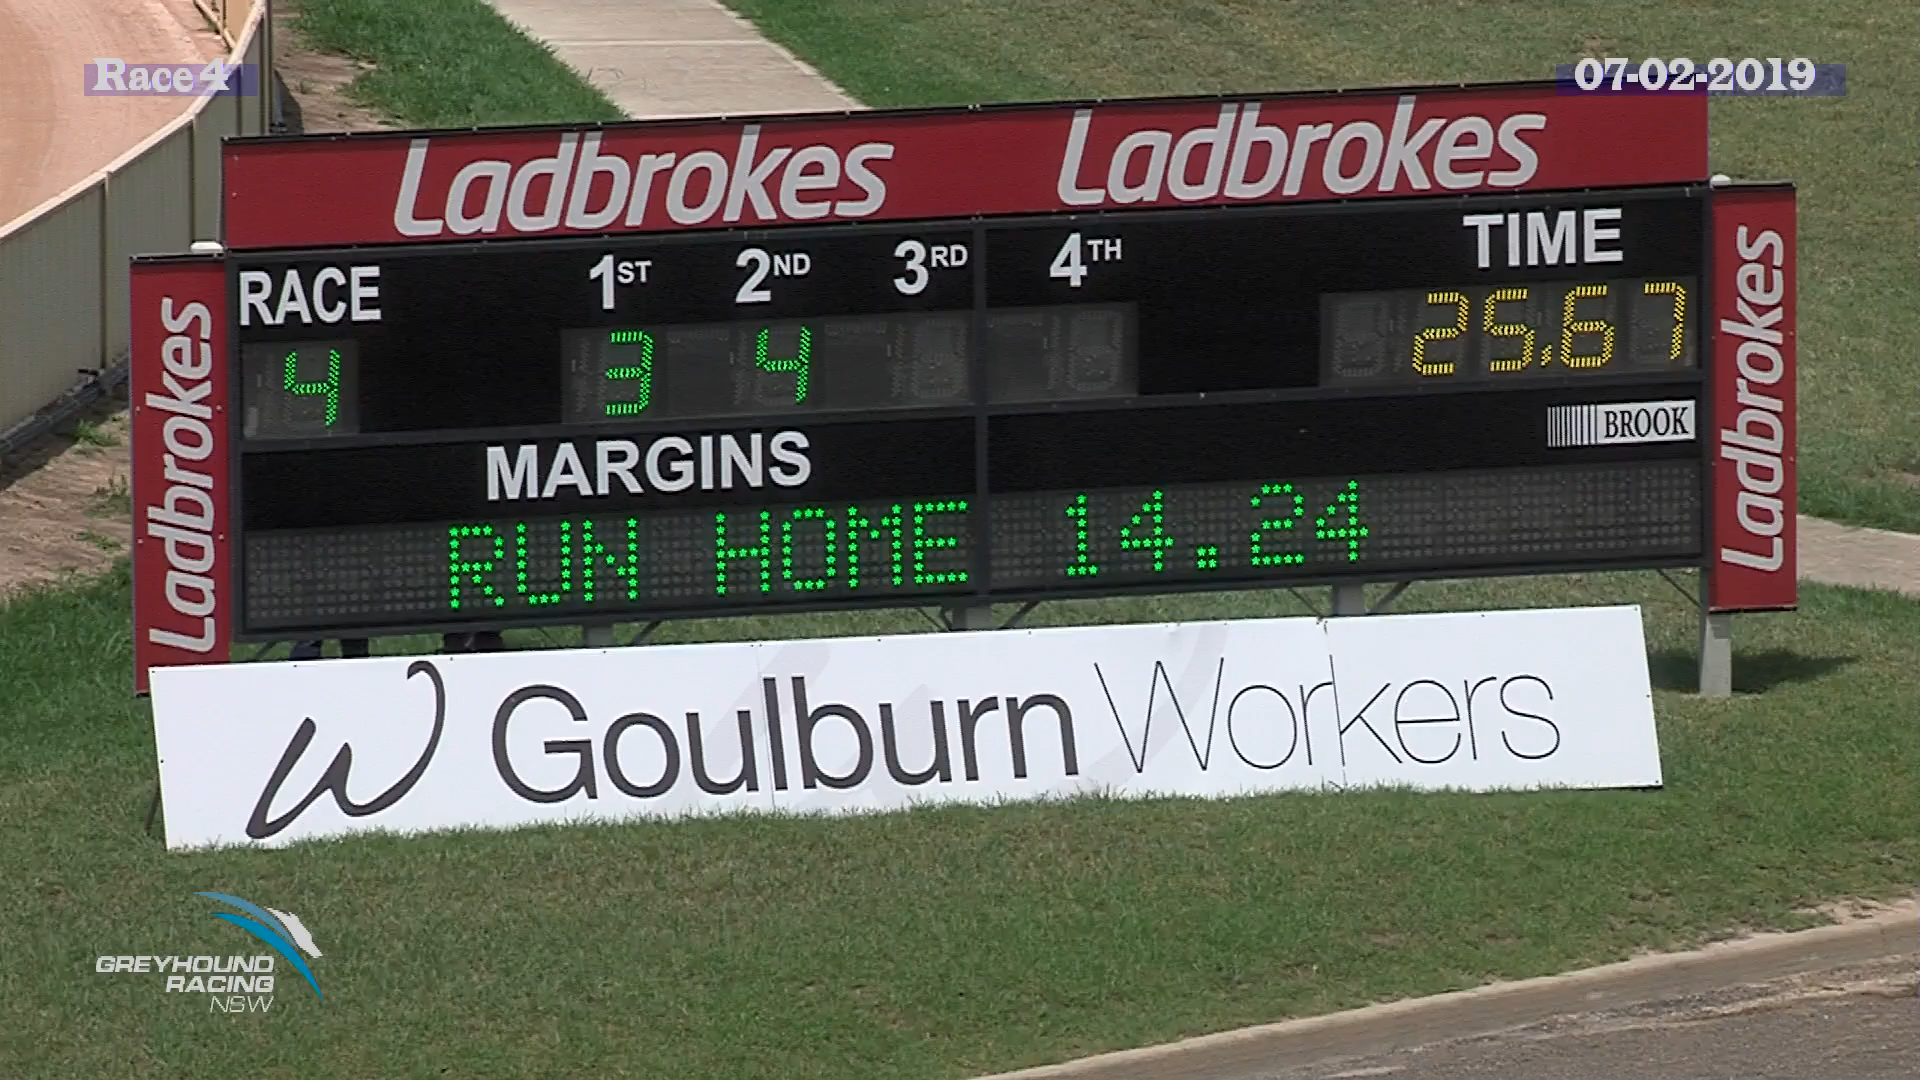 Race 4
07-02-2019
Ladbrokes Ladbrokes
RACE 1ST 2ND 3RD 4TH TIME
4 3 4 25.67
BROOK
MARGINS
RUN HOME 14.24
Ladbrokes
Ladbrokes
W Goulburn Workers
GREYHOUND
RACING
NSW